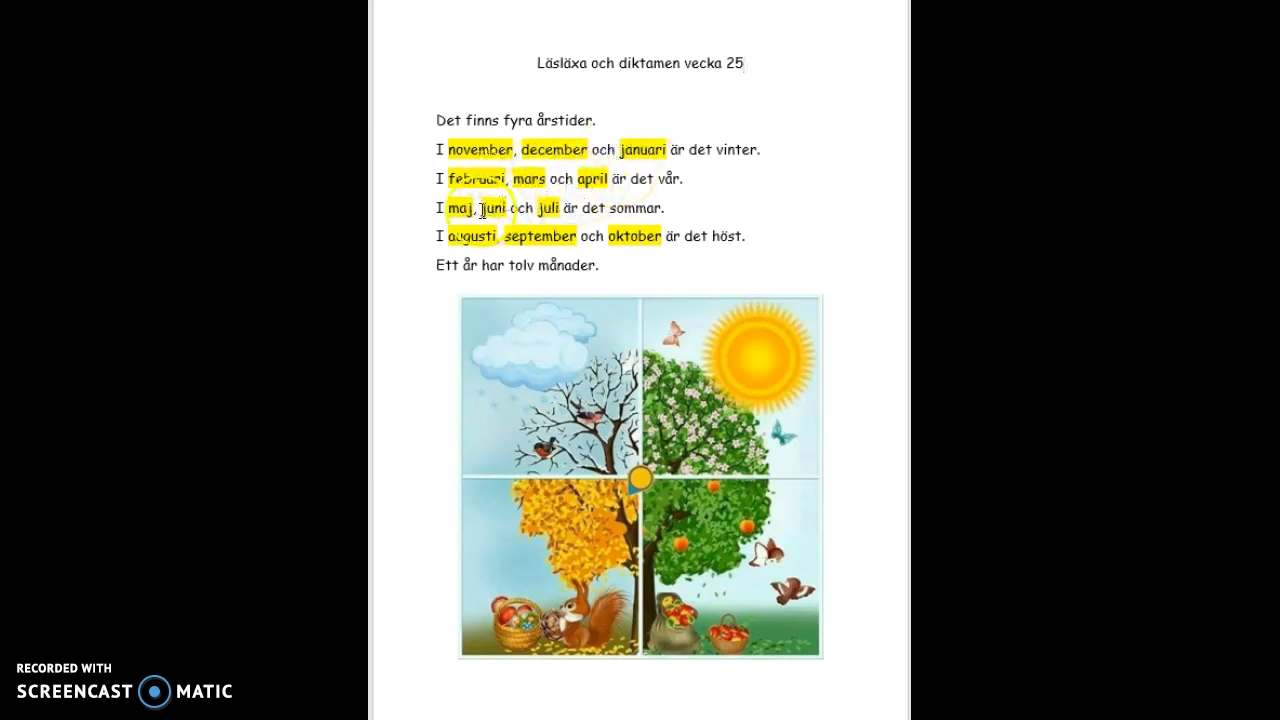 Läsläxa och diktamen vecka 25
Det finns fyra årstider.
I november, december och januari är det vinter.
I februari, mars och april är det vår.
I maj, juni och juli är det sommar.
I augusti, september och oktober är det höst.
Ett år har tolv månader.
RECORDED WITH
SCREENCAST MATIC